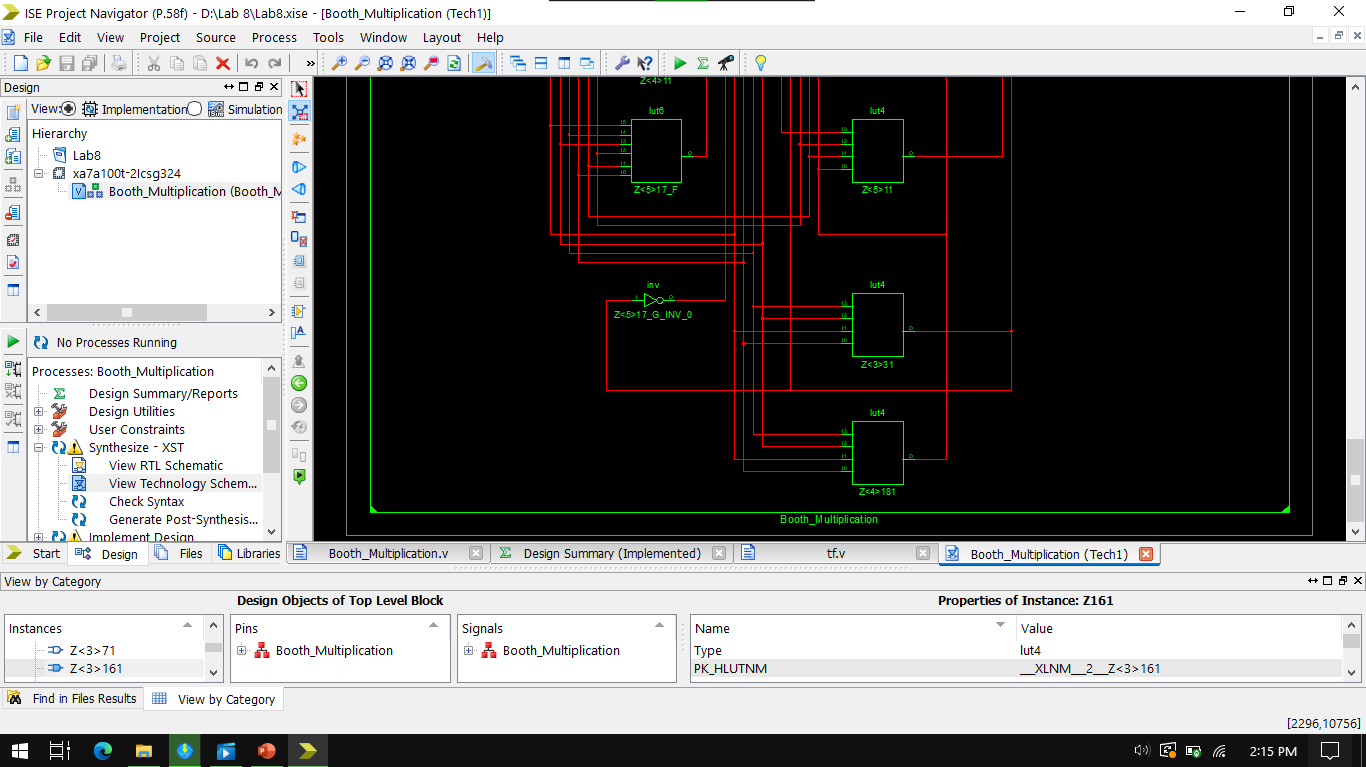 ISE Project Navigator (P.58f) - D:\Lab 8\Lab8.xise - [Booth_Multiplication (Tech1)]
File Edit View Project Source Process Tools Window Layout Help
»
Design
View: Implementation Simulation
Hierarchy
Lab8
xa7a100t-2lcsg324
Booth_Multiplication (Booth_M
No Processes Running
Processes: Booth_Multiplication
Design Summary/Reports
Design Utilities
User Constraints
Synthesize - XST
View RTL Schematic
View Technology Schem...
Check Syntax
Generate Post-Synthesis...
Implement Design
Start Design Files Libraries
Z<4>11
lut6
Z<5>17_F
lut4
Z<5>11
inv
Z<5>17_G_INV_0
lut4
Z<3>31
lut4
Z<4>181
Booth_Multiplication
Booth_Multiplication.v Design Summary (Implemented) tf.v Booth_Multiplication (Tech1)
View by Category
Design Objects of Top Level Block
Properties of Instance: Z161
Instances
Z<3>71
Z<3>161
Pins
Booth_Multiplication
Signals
Booth_Multiplication
Name Value
Type lut4
PK_HLUTNM ___XLNM___2___Z<3>161
Find in Files Results View by Category
[2296,10756]
2:15 PM